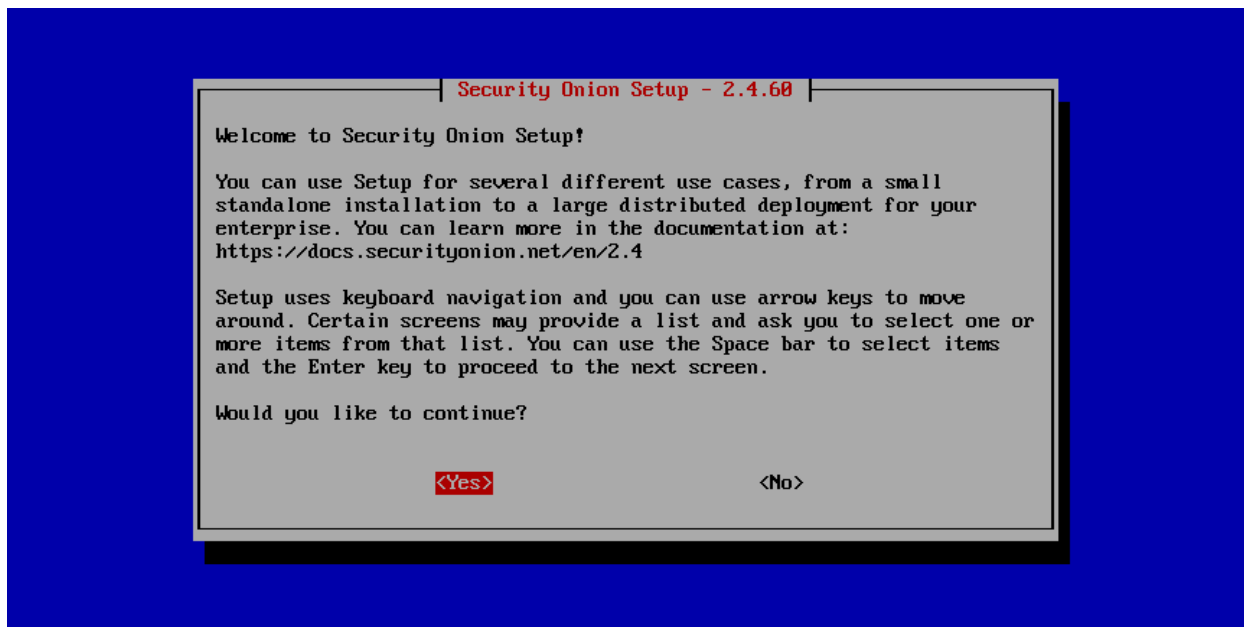 Security Onion Setup - 2.4.60
Welcome to Security Onion Setup!
You can use Setup for several different use cases, from a small
standalone installation to a large distributed deployment for your
enterprise. You can learn more in the documentation at:
https://docs.securityonion.net/en/2.4
Setup uses keyboard navigation and you can use arrow keys to move
around. Certain screens may provide a list and ask you to select one or
more items from that list. You can use the Space bar to select items
and the Enter key to proceed to the next screen.
Would you like to continue?
<Yes> <No>